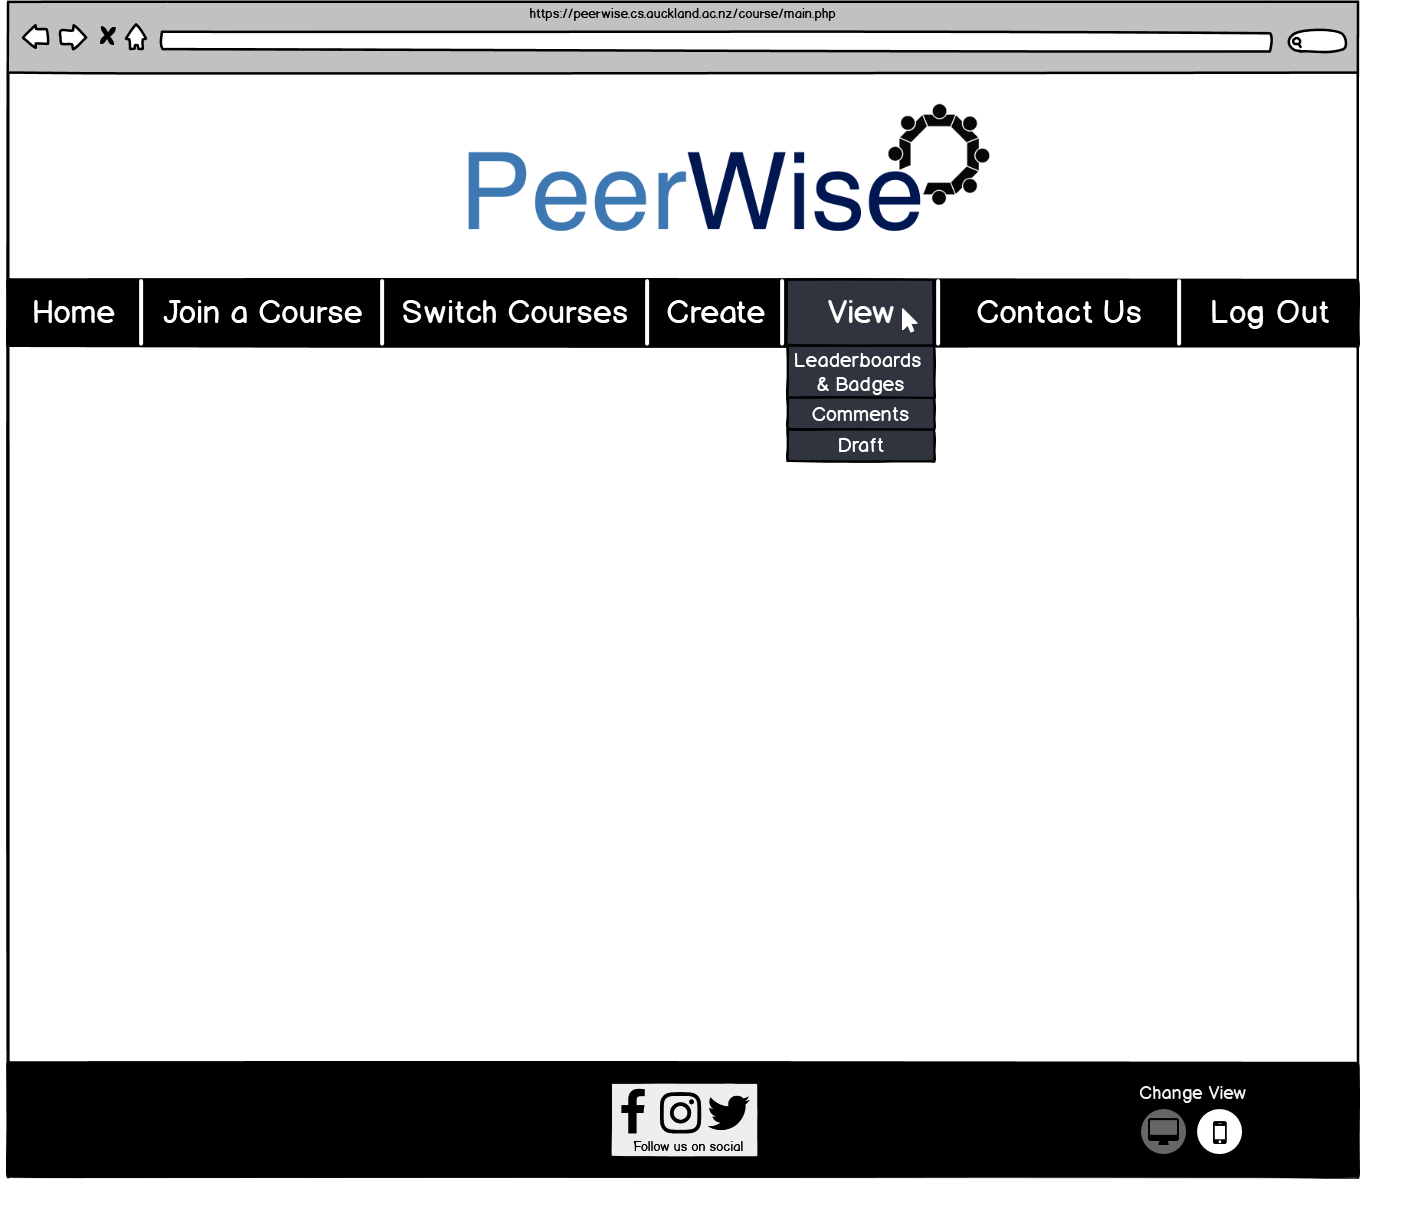 https://peerwise.cs.auckland.ac.nz/course/main.php
PeerWise
Home
Join a Course
Switch Courses
Create
View
Contact Us
Log Out
Leaderboards
& Badges
Comments
Draft
Follow us on social
Change View